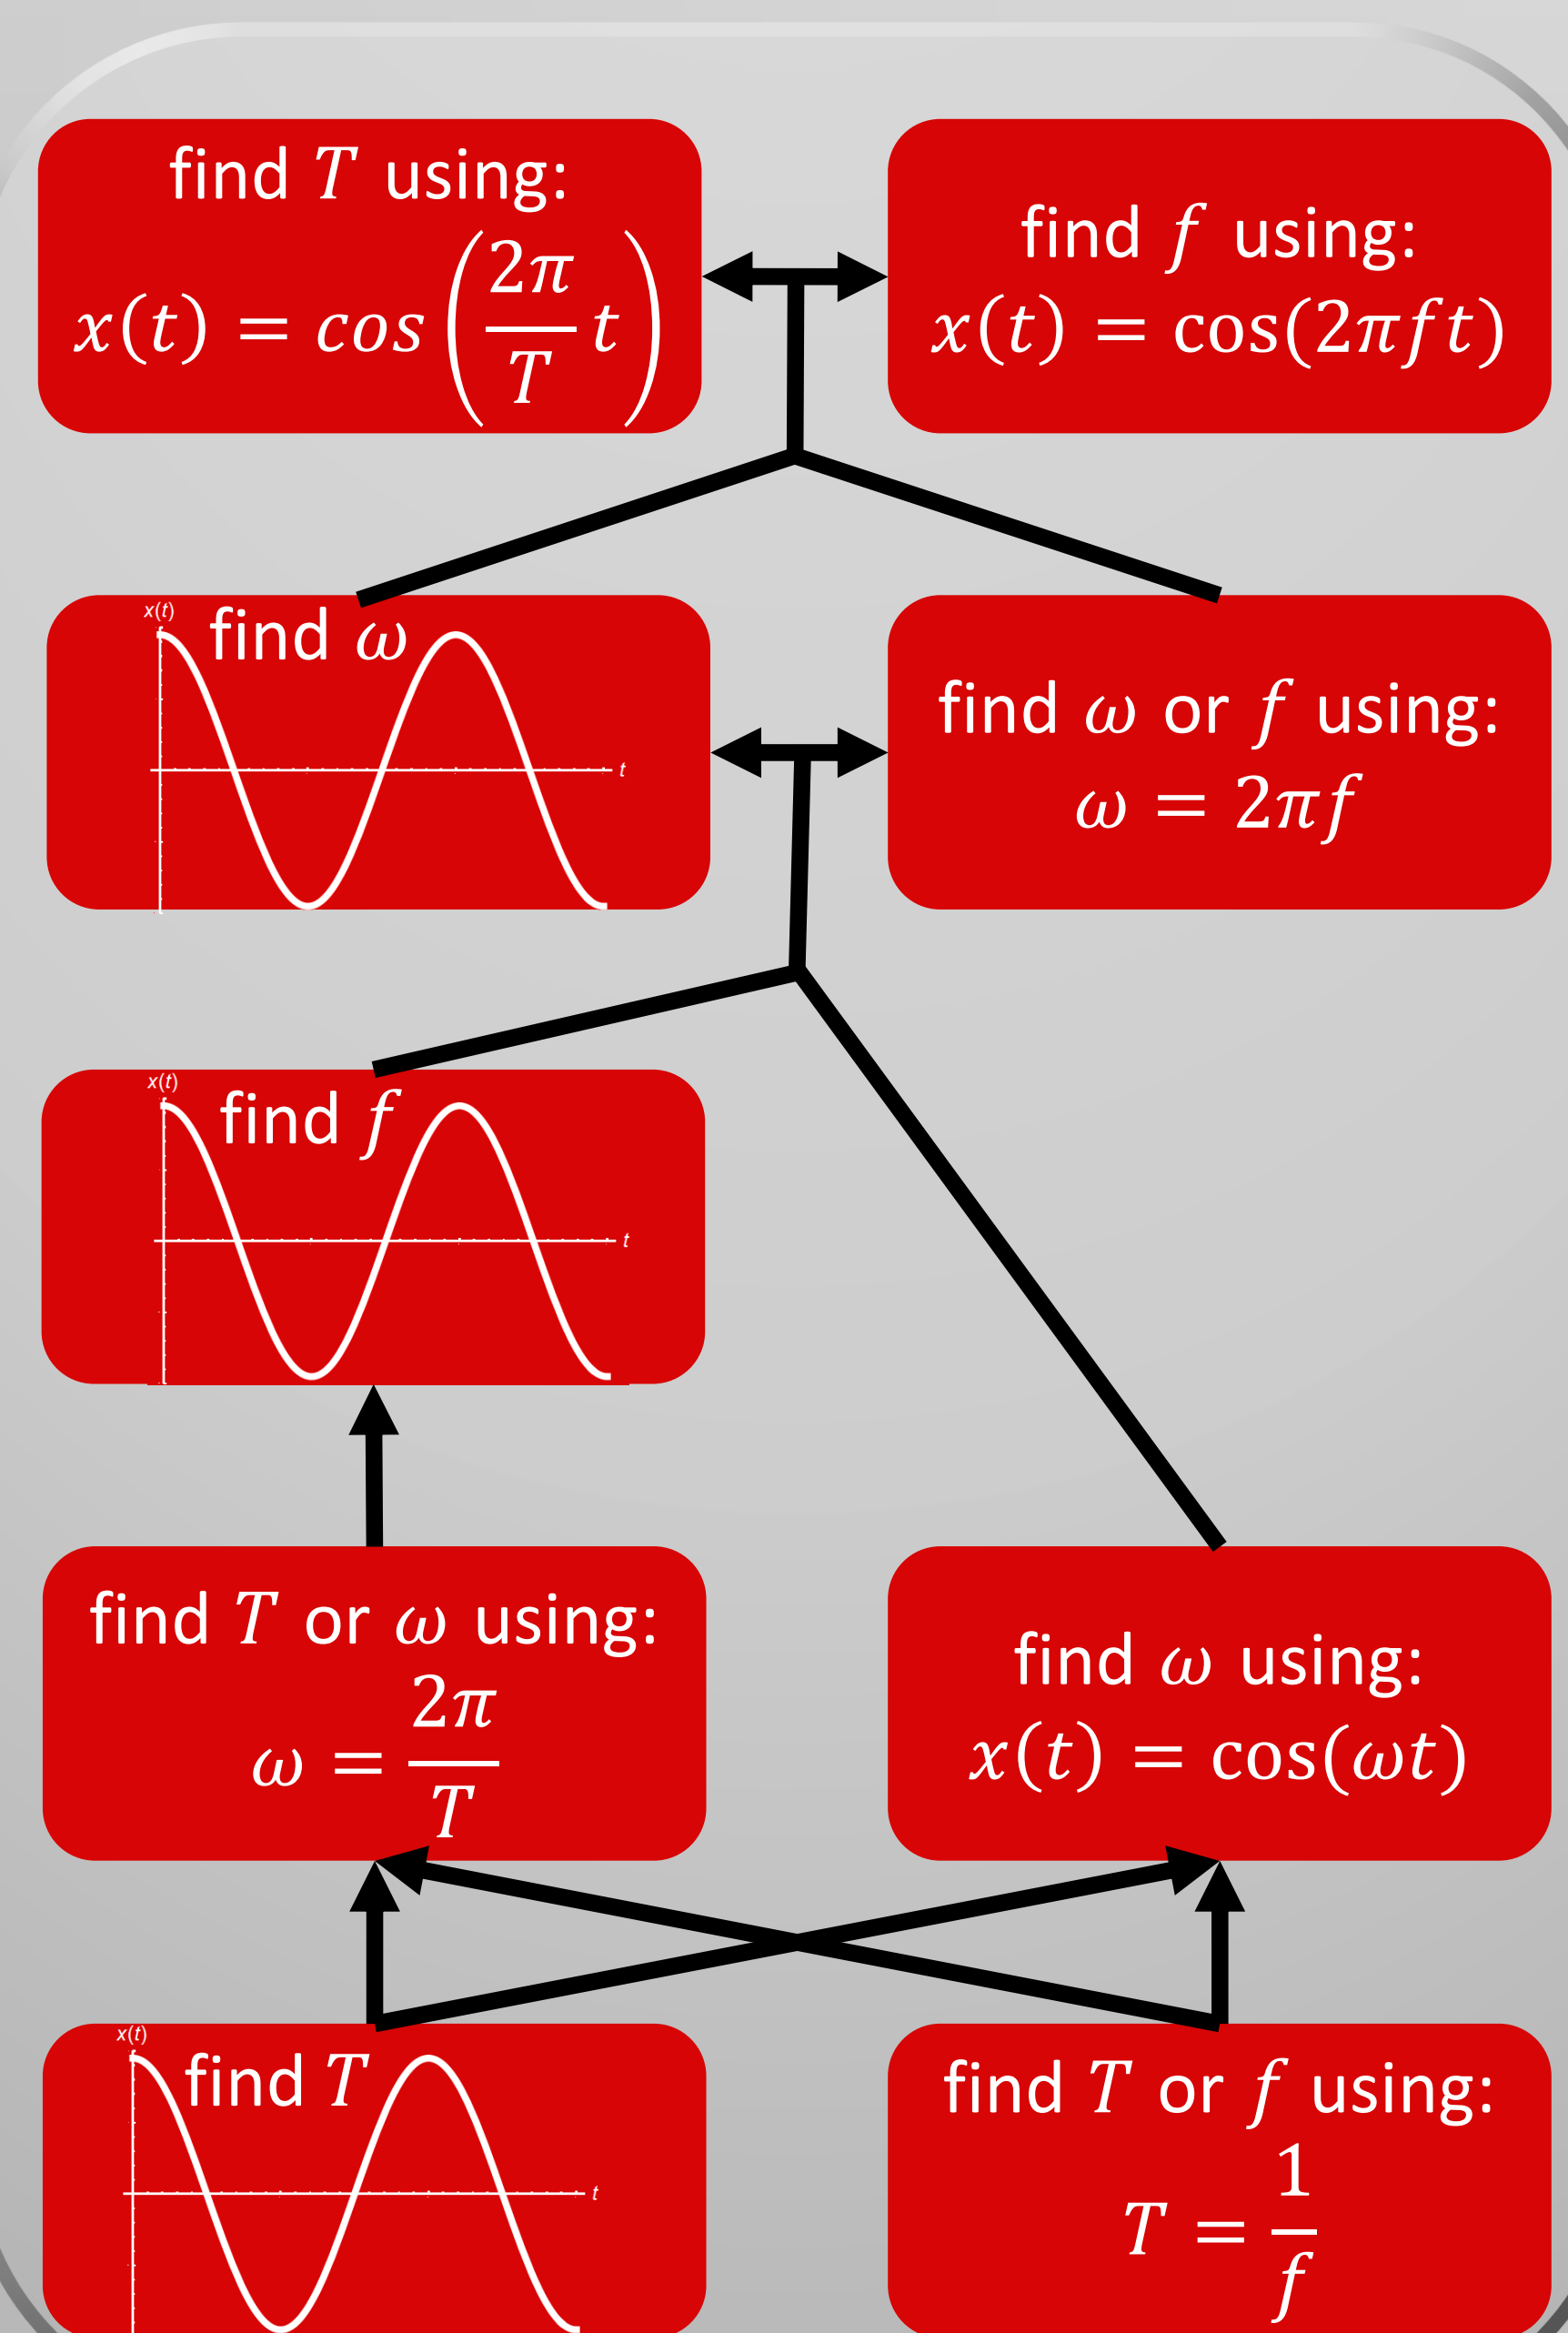 find T using:
x(t) = cos(2π/T t)
find f using:
x(t) = cos(2πft)
x(t)
find ω
t
find ω or f using:
ω = 2πf
x(t)
find f
t
find T or ω using:
ω = 2π/T
find ω using:
x(t) = cos(ωt)
x(t)
find T
t
find T or f using:
T = 1/f